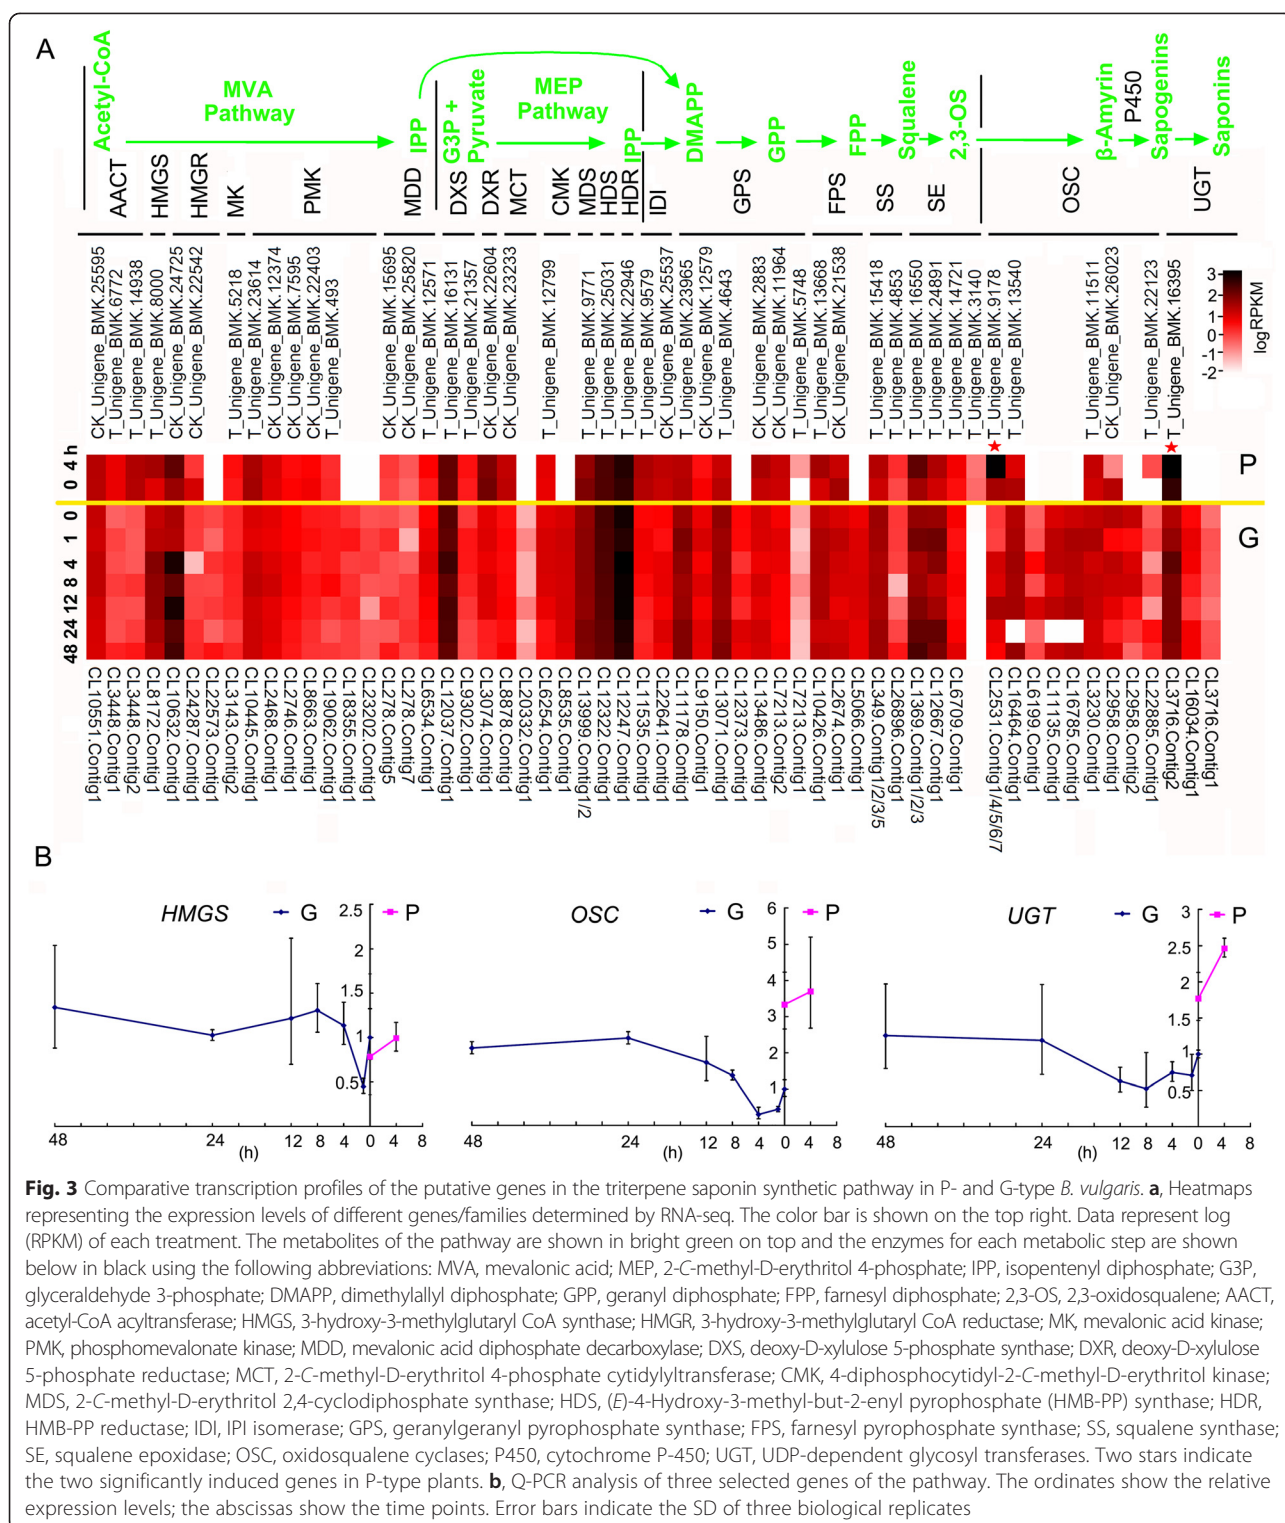 A
Acetyl-CoA
MVA
Pathway
IPP
G3P +
Pyruvate
MEP
Pathway
IPP
DMAPP
GPP
FPP
Squalene
2,3-OS
β-Amyrin
P450
Sapogenins
Saponins
AACT
HMGS
HMGR
MK
PMK
MDD
DXS
DXR
MCT
CMK
MDS
HDS
HDR
IDI
GPS
FPS
SS
SE
OSC
UGT
CK_Unigene_BMK.25595
T_Unigene_BMK.6772
T_Unigene_BMK.14938
T_Unigene_BMK.8000
CK_Unigene_BMK.24725
CK_Unigene_BMK.22542
T_Unigene_BMK.5218
T_Unigene_BMK.23614
CK_Unigene_BMK.12374
CK_Unigene_BMK.7595
CK_Unigene_BMK.22403
T_Unigene_BMK.493
CK_Unigene_BMK.15695
CK_Unigene_BMK.25820
T_Unigene_BMK.12571
T_Unigene_BMK.16131
T_Unigene_BMK.21357
CK_Unigene_BMK.22604
CK_Unigene_BMK.23233
T_Unigene_BMK.12799
T_Unigene_BMK.9771
T_Unigene_BMK.25031
T_Unigene_BMK.22946
T_Unigene_BMK.9579
CK_Unigene_BMK.25537
T_Unigene_BMK.23965
CK_Unigene_BMK.12579
T_Unigene_BMK.4643
CK_Unigene_BMK.2883
CK_Unigene_BMK.11964
T_Unigene_BMK.5748
T_Unigene_BMK.13668
CK_Unigene_BMK.21538
T_Unigene_BMK.15418
T_Unigene_BMK.4853
T_Unigene_BMK.16550
T_Unigene_BMK.24891
T_Unigene_BMK.14721
T_Unigene_BMK.3140
T_Unigene_BMK.9178
T_Unigene_BMK.13540
T_Unigene_BMK.11511
CK_Unigene_BMK.26023
T_Unigene_BMK.22123
T_Unigene_BMK.16395
3
2
1
0
-1
-2
logRPKM
0 4 h
P
0 1 4 8 12 24 48
G
CL10551.Contig1
CL3448.Contig1
CL3448.Contig2
CL8172.Contig1
CL10632.Contig1
CL24287.Contig1
CL22573.Contig1
CL3143.Contig2
CL10445.Contig1
CL2468.Contig1
CL2746.Contig1
CL8663.Contig1
CL19062.Contig1
CL18355.Contig1
CL23202.Contig1
CL278.Contig5
CL278.Contig7
CL6534.Contig1
CL12037.Contig1
CL9302.Contig1
CL3074.Contig1
CL8878.Contig1
CL20332.Contig1
CL6254.Contig1
CL8535.Contig1
CL13999.Contig1/2
CL12322.Contig1
CL12247.Contig1
CL11535.Contig1
CL22641.Contig1
CL11178.Contig1
CL9150.Contig1
CL13071.Contig1
CL12373.Contig1
CL13486.Contig1
CL7213.Contig2
CL7213.Contig1
CL10426.Contig1
CL2674.Contig1
CL5066.Contig1
CL349.Contig1/2/3/5
CL26896.Contig1
CL1369.Contig1/2/3
CL12667.Contig1
CL6709.Contig1
CL2531.Contig1/4/5/6/7
CL16464.Contig1
CL6199.Contig1
CL11135.Contig1
CL16785.Contig1
CL3230.Contig1
CL2958.Contig1
CL2958.Contig2
CL22885.Contig1
CL3716.Contig2
CL16034.Contig1
CL3716.Contig1
B
HMGS
G
P
2.5
2
1.5
1
0.5
48 24 12 8 4 0 4 8
(h)
OSC
G
P
6
5
4
3
2
1
48 24 12 8 4 0 4 8
(h)
UGT
G
P
3
2.5
2
1.5
1
0.5
48 24 12 8 4 0 4 8
(h)
Fig. 3 Comparative transcription profiles of the putative genes in the triterpene saponin synthetic pathway in P- and G-type B. vulgaris. a, Heatmaps
representing the expression levels of different genes/families determined by RNA-seq. The color bar is shown on the top right. Data represent log
(RPKM) of each treatment. The metabolites of the pathway are shown in bright green on top and the enzymes for each metabolic step are shown
below in black using the following abbreviations: MVA, mevalonic acid; MEP, 2-C-methyl-D-erythritol 4-phosphate; IPP, isopentenyl diphosphate; G3P,
glyceraldehyde 3-phosphate; DMAPP, dimethylallyl diphosphate; GPP, geranyl diphosphate; FPP, farnesyl diphosphate; 2,3-OS, 2,3-oxidosqualene; AACT,
acetyl-CoA acyltransferase; HMGS, 3-hydroxy-3-methylglutaryl CoA synthase; HMGR, 3-hydroxy-3-methylglutaryl CoA reductase; MK, mevalonic acid kinase;
PMK, phosphomevalonate kinase; MDD, mevalonic acid diphosphate decarboxylase; DXS, deoxy-D-xylulose 5-phosphate synthase; DXR, deoxy-D-xylulose
5-phosphate reductase; MCT, 2-C-methyl-D-erythritol 4-phosphate cytidylyltransferase; CMK, 4-diphosphocytidyl-2-C-methyl-D-erythritol kinase;
MDS, 2-C-methyl-D-erythritol 2,4-cyclodiphosphate synthase; HDS, (E)-4-Hydroxy-3-methyl-but-2-enyl pyrophosphate (HMB-PP) synthase; HDR,
HMB-PP reductase; IDI, IPI isomerase; GPS, geranylgeranyl pyrophosphate synthase; FPS, farnesyl pyrophosphate synthase; SS, squalene synthase;
SE, squalene epoxidase; OSC, oxidosqualene cyclases; P450, cytochrome P-450; UGT, UDP-dependent glycosyl transferases. Two stars indicate
the two significantly induced genes in P-type plants. b, Q-PCR analysis of three selected genes of the pathway. The ordinates show the relative
expression levels; the abscissas show the time points. Error bars indicate the SD of three biological replicates